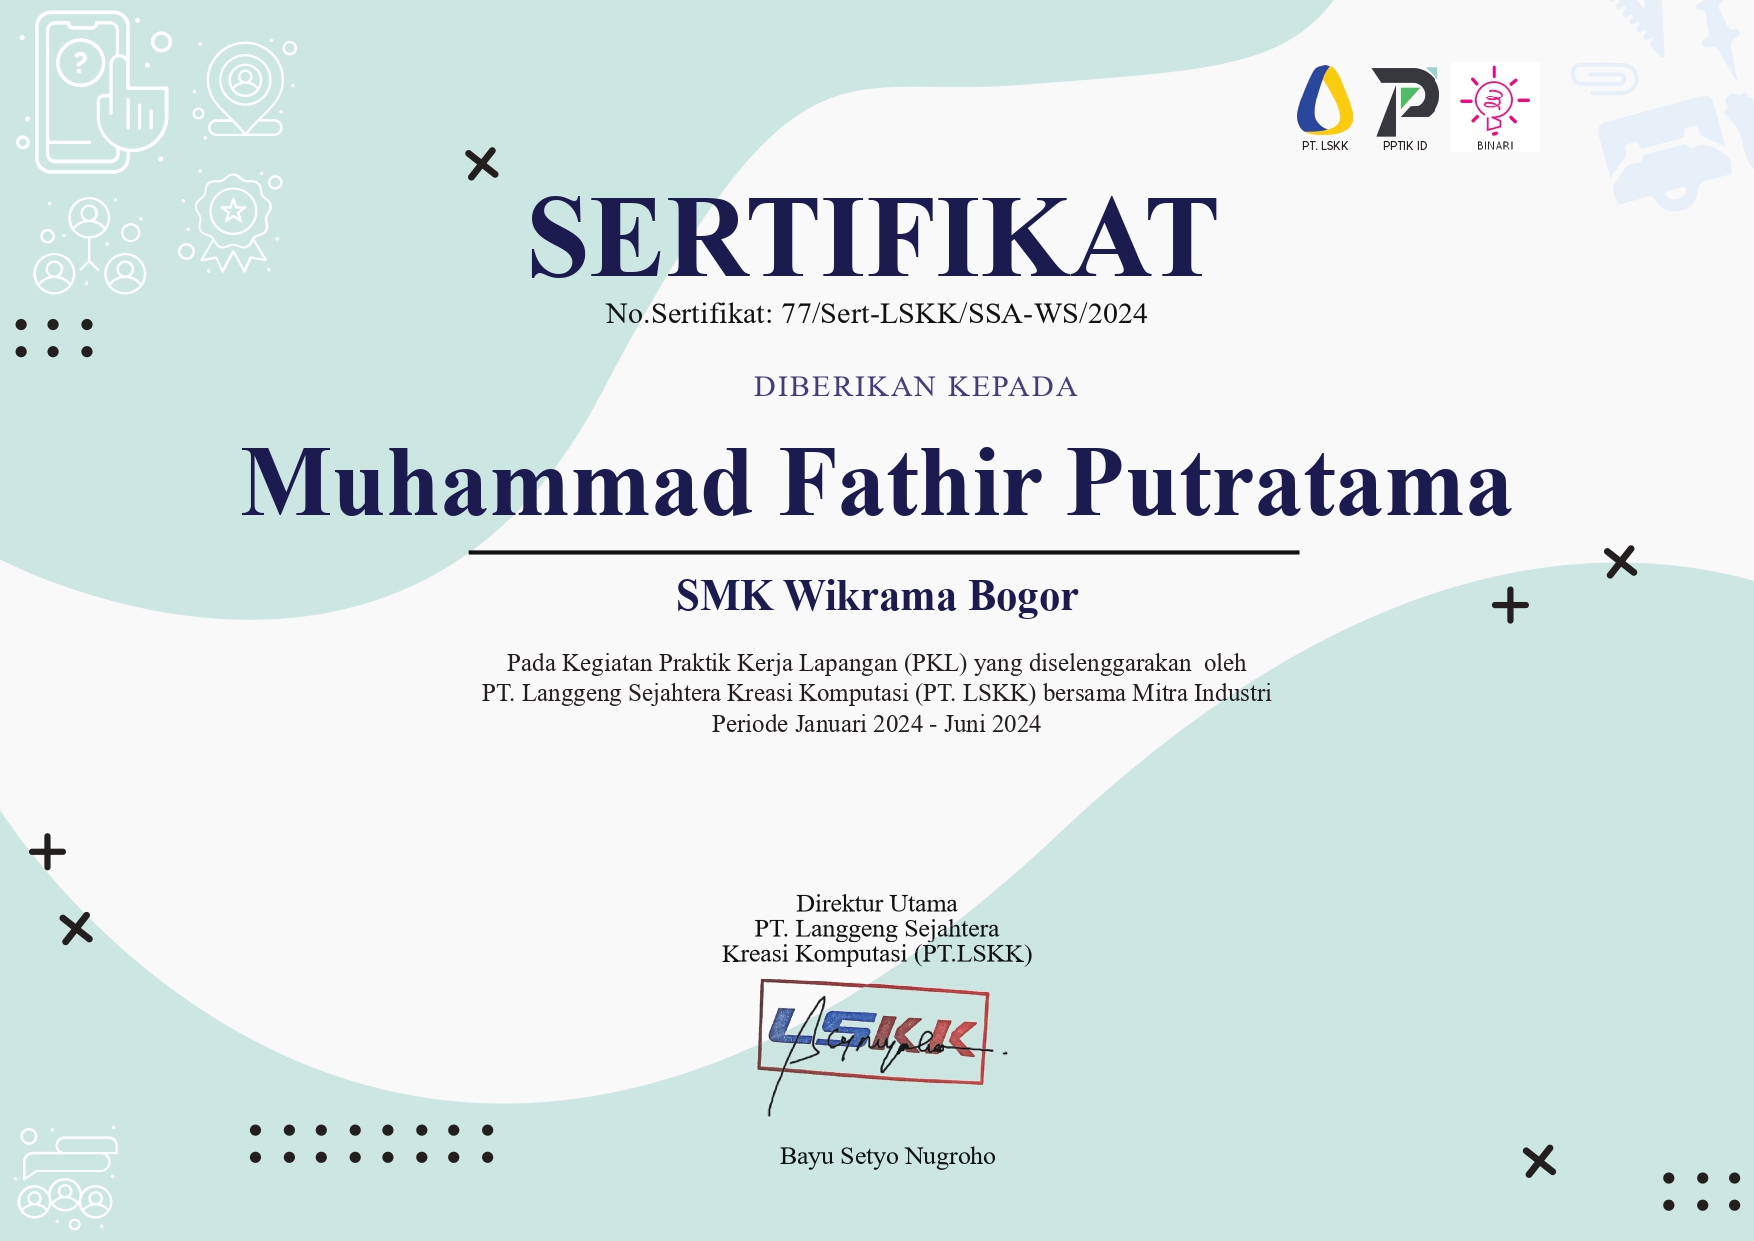 PT. LSKK
PPTIK ID
BINARI
?
SERTIFIKAT
No.Sertifikat: 77/Sert-LSKK/SSA-WS/2024
DIBERIKAN KEPADA
Muhammad Fathir Putratama
SMK Wikrama Bogor
Pada Kegiatan Praktik Kerja Lapangan (PKL) yang diselenggarakan oleh
PT. Langgeng Sejahtera Kreasi Komputasi (PT. LSKK) bersama Mitra Industri
Periode Januari 2024 - Juni 2024
Direktur Utama
PT. Langgeng Sejahtera
Kreasi Komputasi (PT.LSKK)
LSKK
Bayu Setyo Nugroho